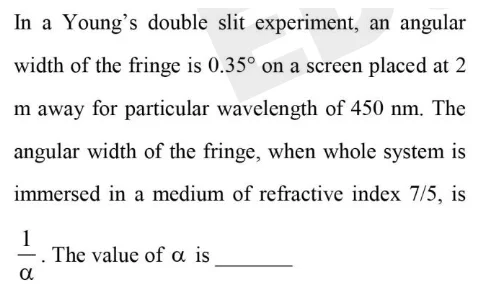 In a Young’s double slit experiment, an angular
width of the fringe is 0.35° on a screen placed at 2
m away for particular wavelength of 450 nm. The
angular width of the fringe, when whole system is
immersed in a medium of refractive index 7/5, is
1/α. The value of α is ________